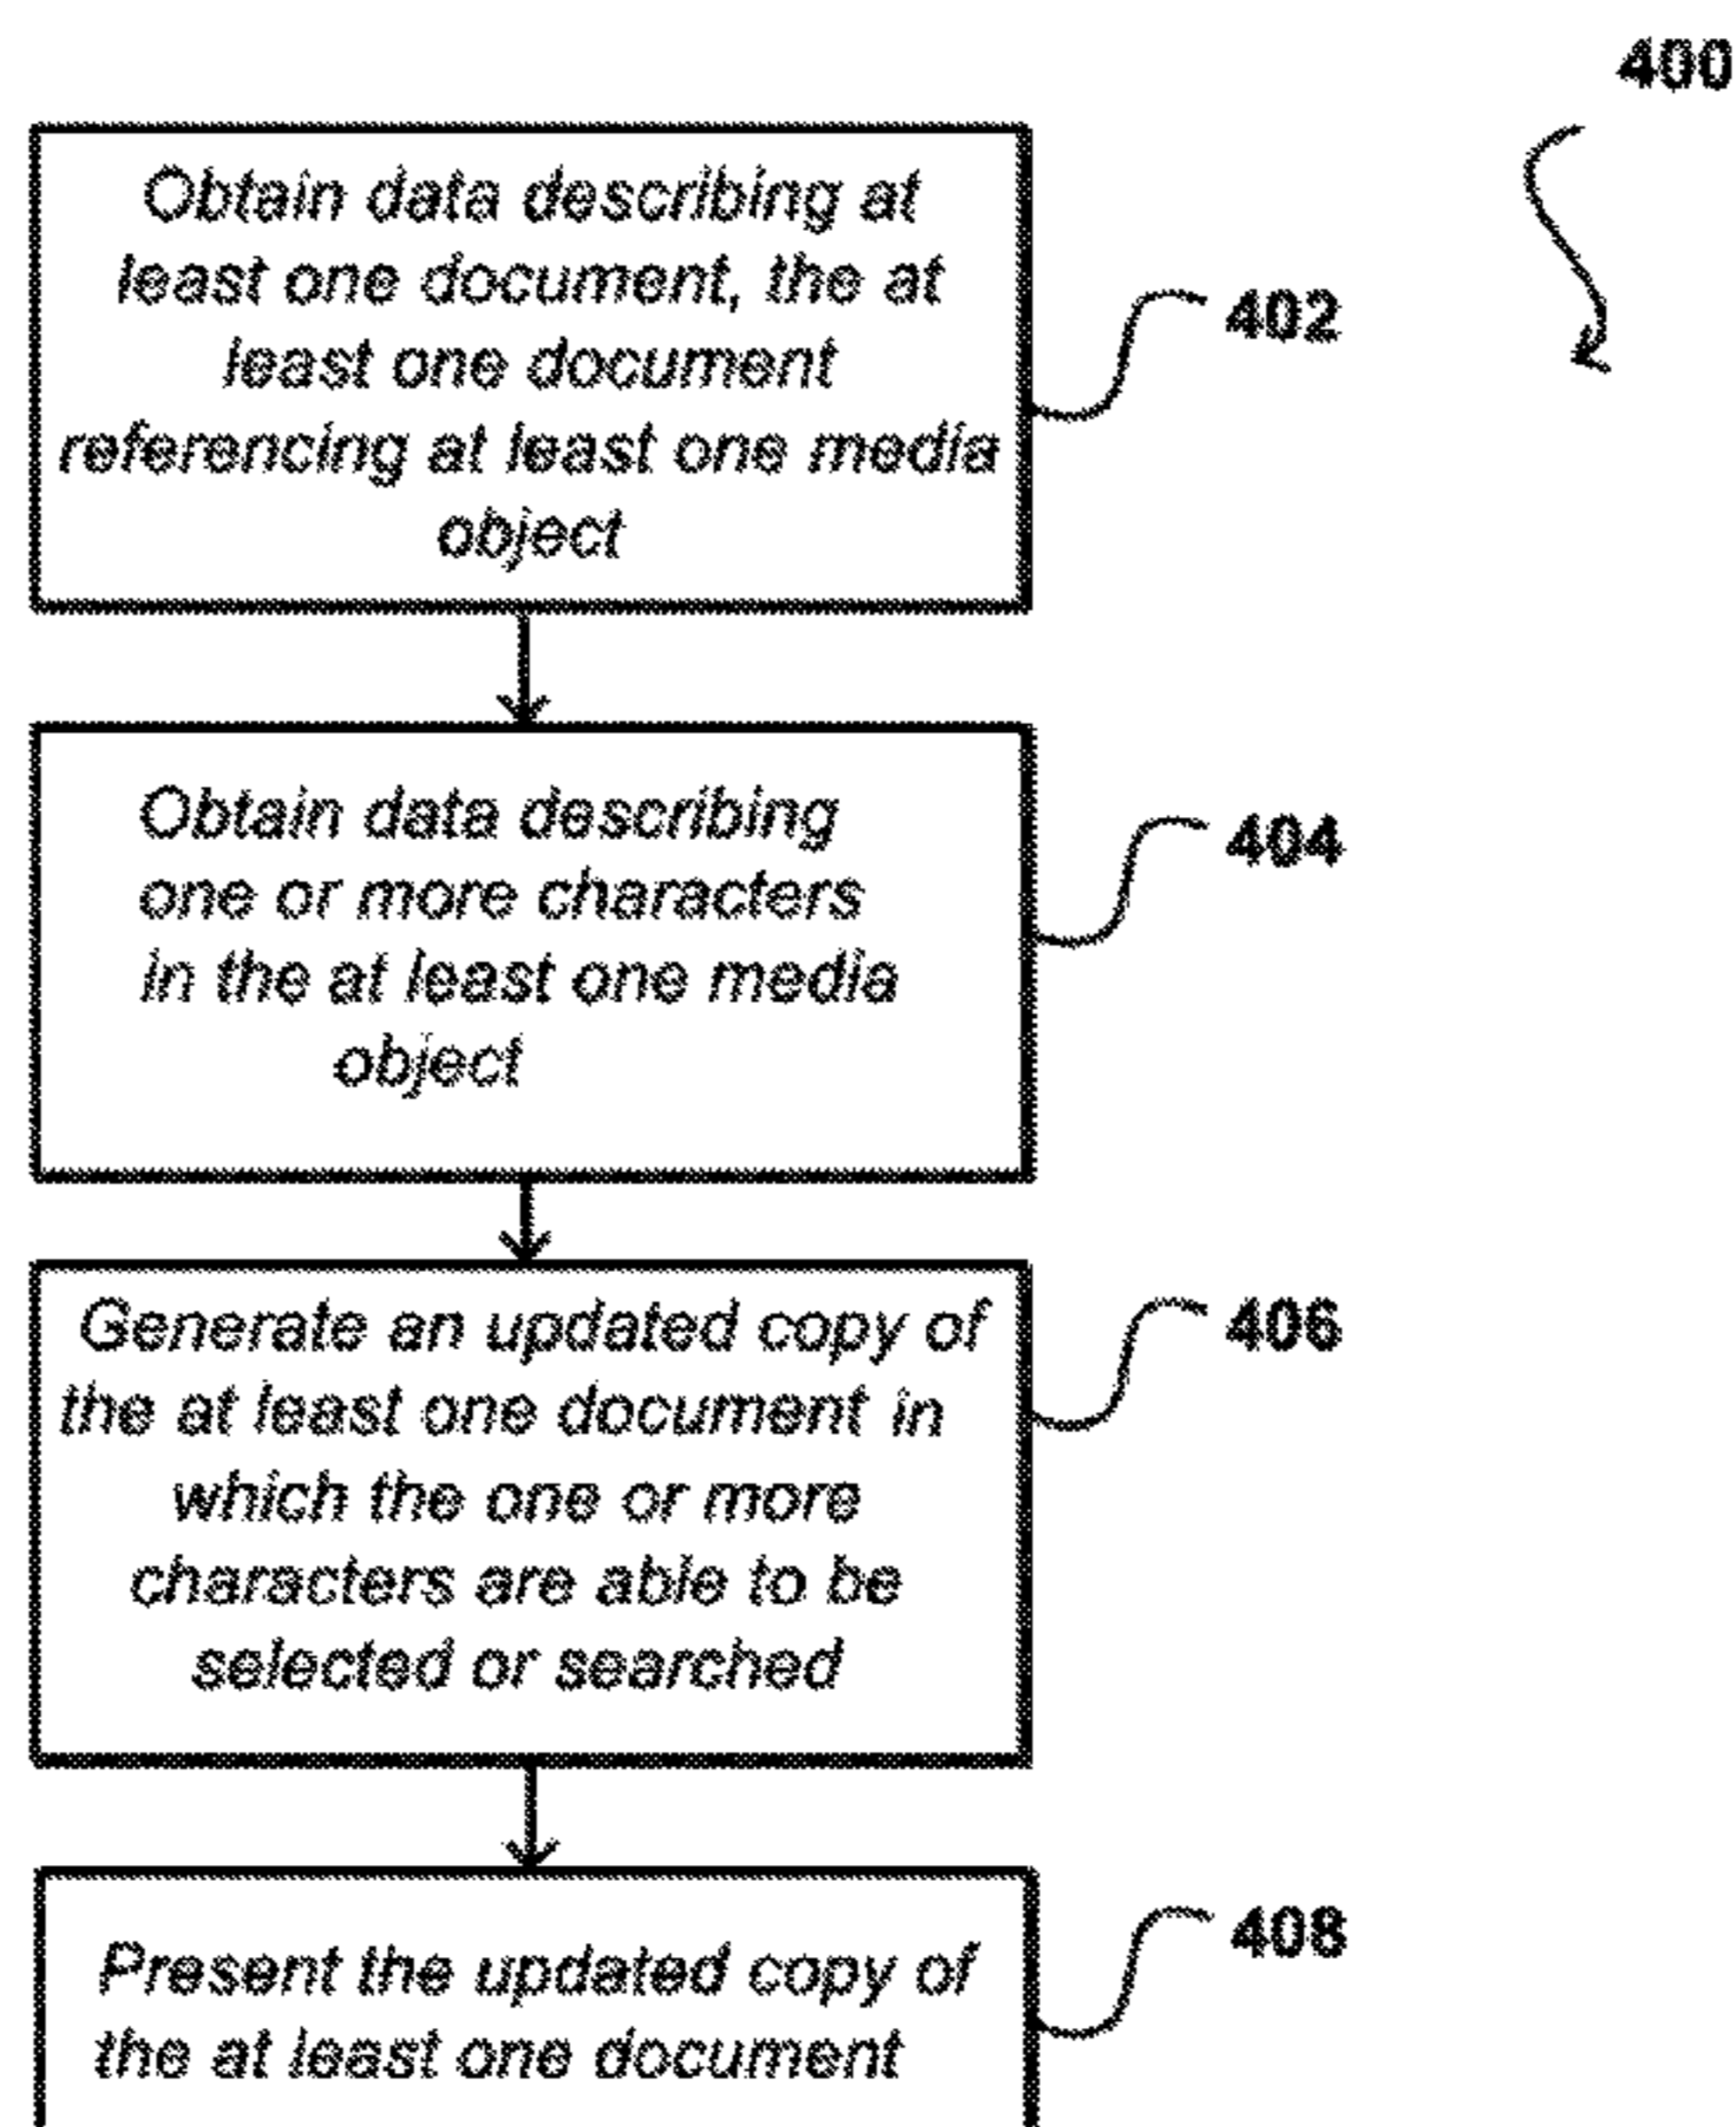 400
Obtain data describing at
least one document, the at
least one document
referencing at least one media
object
402
Obtain data describing
one or more characters
in the at least one media
object
404
Generate an updated copy of
the at least one document in
which the one or more
characters are able to be
selected or searched
406
Present the updated copy of
the at least one document
408